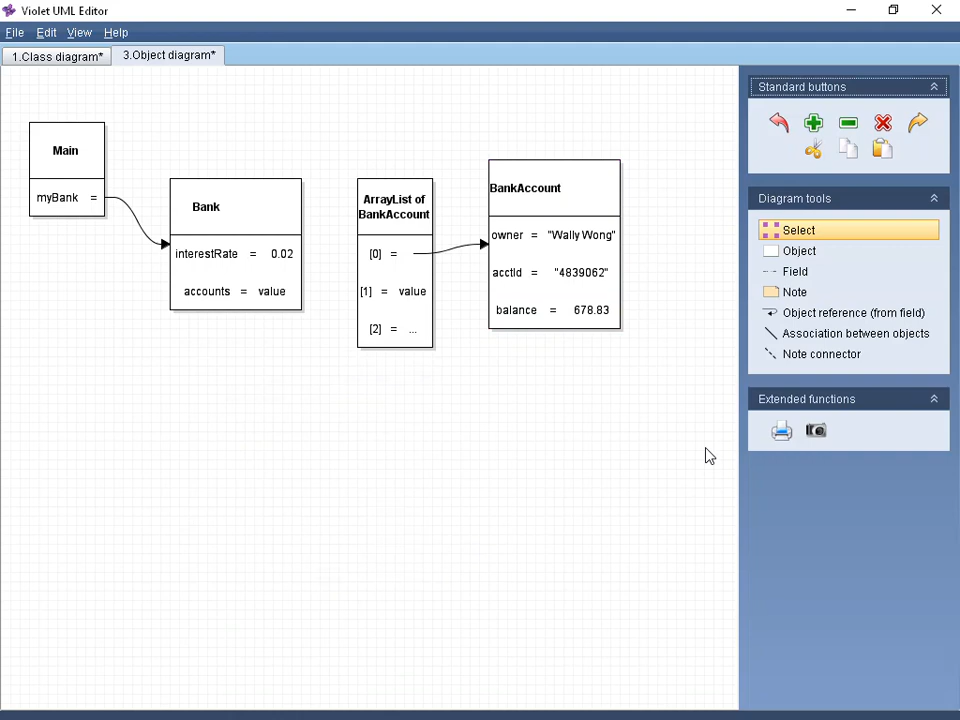 Violet UML Editor
File Edit View Help
1.Class diagram* 3.Object diagram*
Main
myBank =
Bank
interestRate = 0.02
accounts = value
ArrayList of
BankAccount
[0] =
[1] = value
[2] = ...
BankAccount
owner = "Wally Wong"
acctId = "4839062"
balance = 678.83
Standard buttons
Diagram tools
Select
Object
Field
Note
Object reference (from field)
Association between objects
Note connector
Extended functions